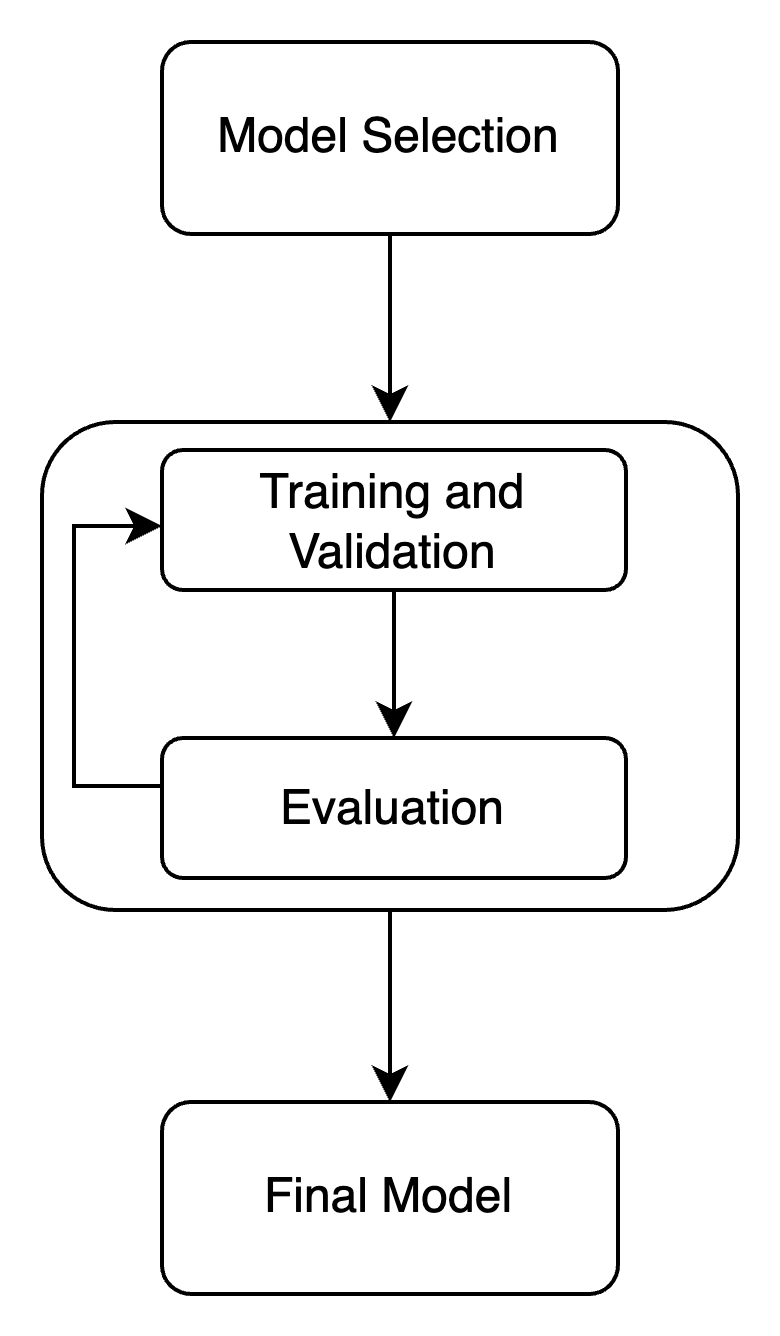 Model Selection
Training and
Validation
Evaluation
Final Model